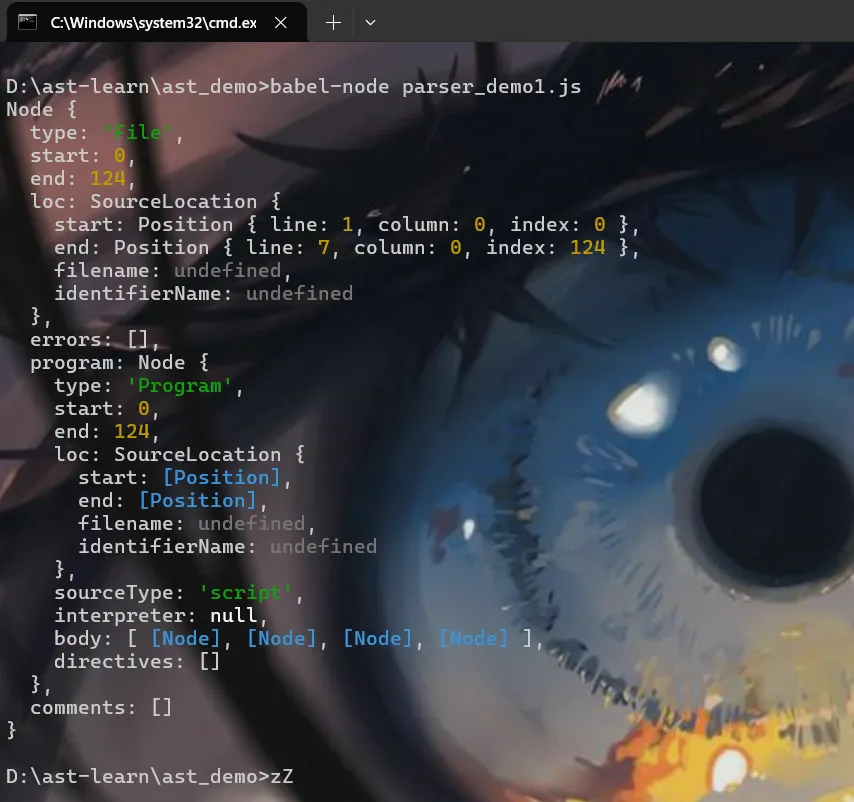 C:\Windows\system32\cmd.ex
D:\ast-learn\ast_demo>babel-node parser_demo1.js
Node {
  type: 'File',
  start: 0,
  end: 124,
  loc: SourceLocation {
    start: Position { line: 1, column: 0, index: 0 },
    end: Position { line: 7, column: 0, index: 124 },
    filename: undefined,
    identifierName: undefined
  },
  errors: [],
  program: Node {
    type: 'Program',
    start: 0,
    end: 124,
    loc: SourceLocation {
      start: [Position],
      end: [Position],
      filename: undefined,
      identifierName: undefined
    },
    sourceType: 'script',
    interpreter: null,
    body: [ [Node], [Node], [Node], [Node] ],
    directives: []
  },
  comments: []
}
D:\ast-learn\ast_demo>zZ